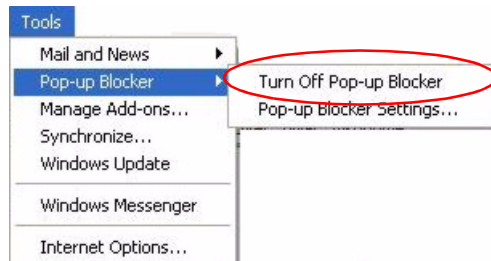 Tools
Mail and News
Pop-up Blocker
Turn Off Pop-up Blocker
Manage Add-ons...
Pop-up Blocker Settings...
Synchronize...
Windows Update
Windows Messenger
Internet Options...